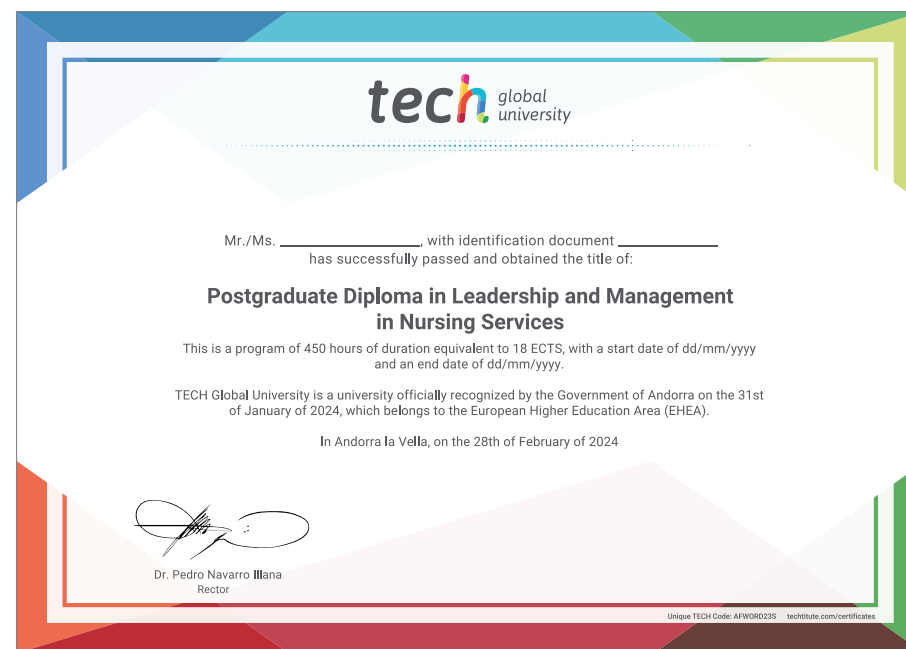 tech global
university
Mr./Ms. ____________________, with identification document ______________
has successfully passed and obtained the title of:
Postgraduate Diploma in Leadership and Management
in Nursing Services
This is a program of 450 hours of duration equivalent to 18 ECTS, with a start date of dd/mm/yyyy
and an end date of dd/mm/yyyy.
TECH Global University is a university officially recognized by the Government of Andorra on the 31st
of January of 2024, which belongs to the European Higher Education Area (EHEA).
In Andorra la Vella, on the 28th of February of 2024
Dr. Pedro Navarro Illana
Rector
Unique TECH Code: AFWORD23S techtitute.com/certificates